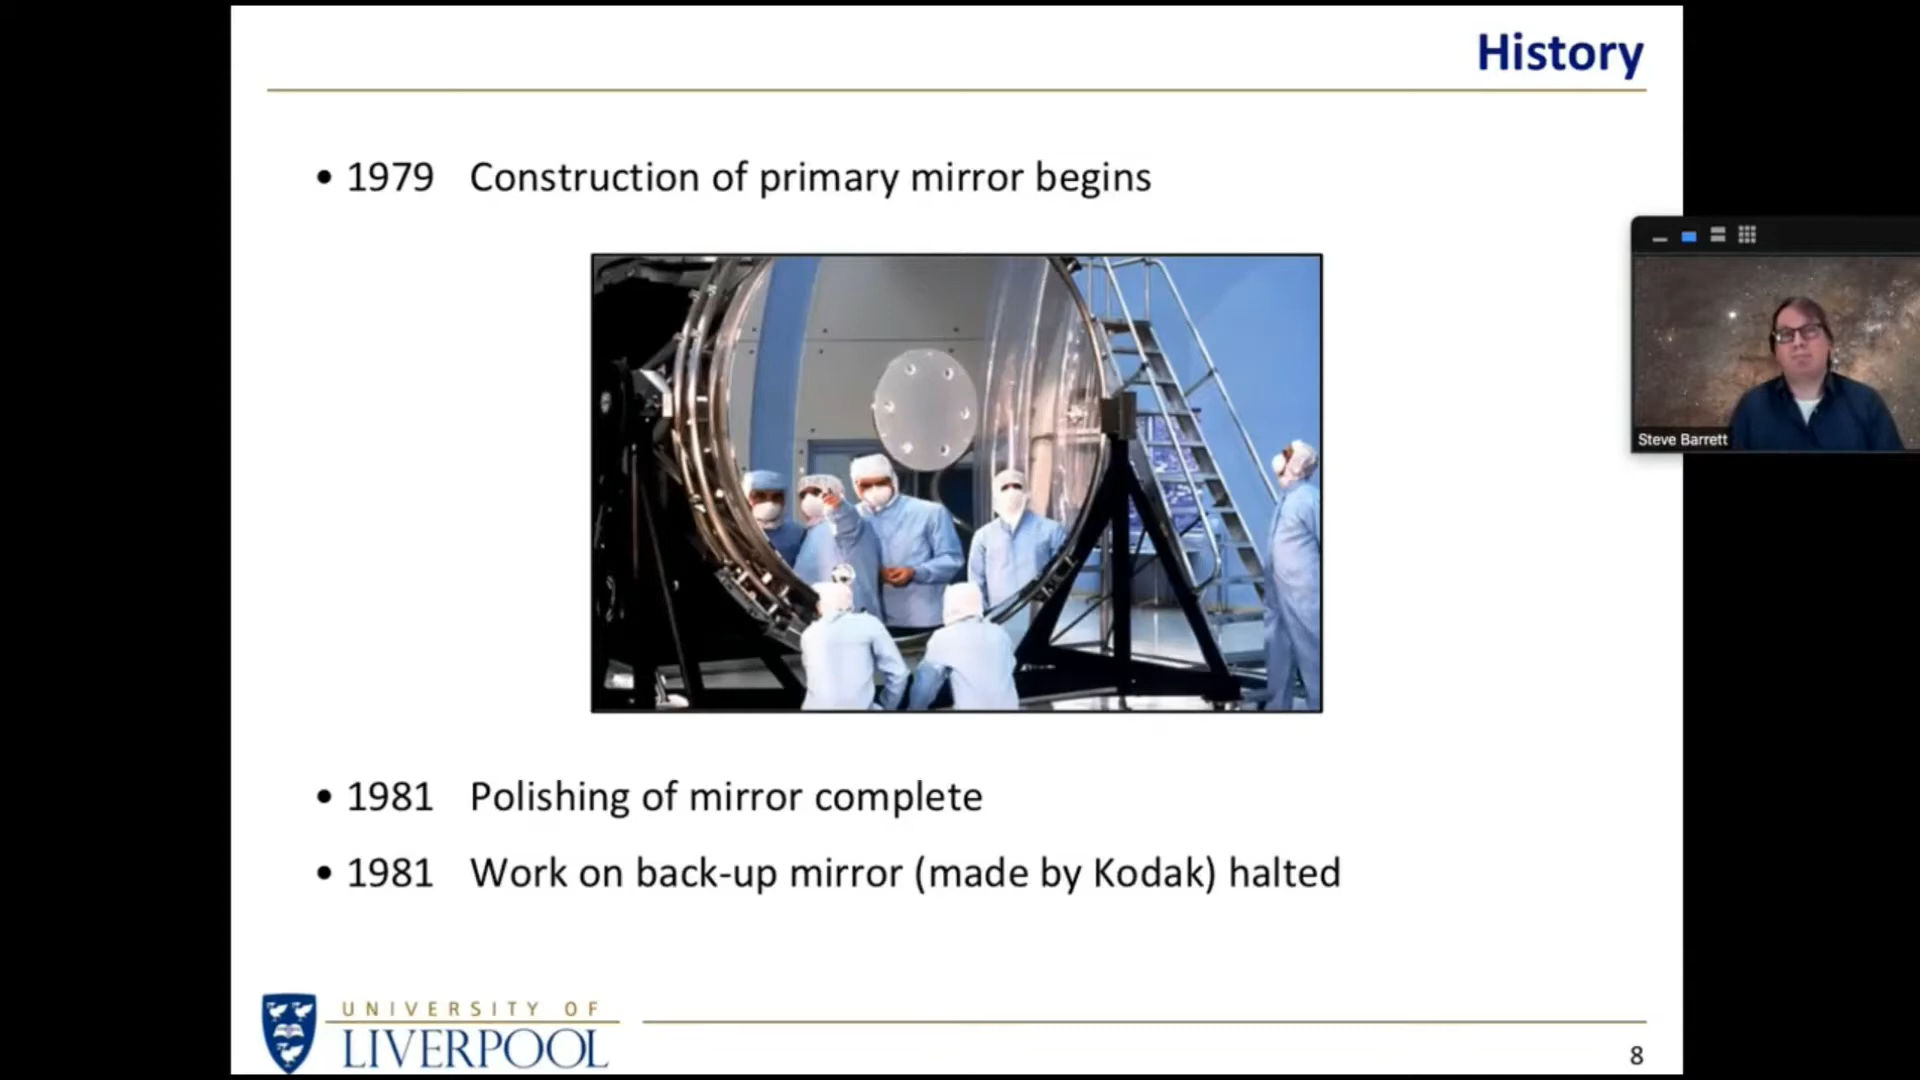 History
• 1979 Construction of primary mirror begins
Steve Barrett
• 1981 Polishing of mirror complete
• 1981 Work on back-up mirror (made by Kodak) halted
UNIVERSITY OF
LIVERPOOL
8